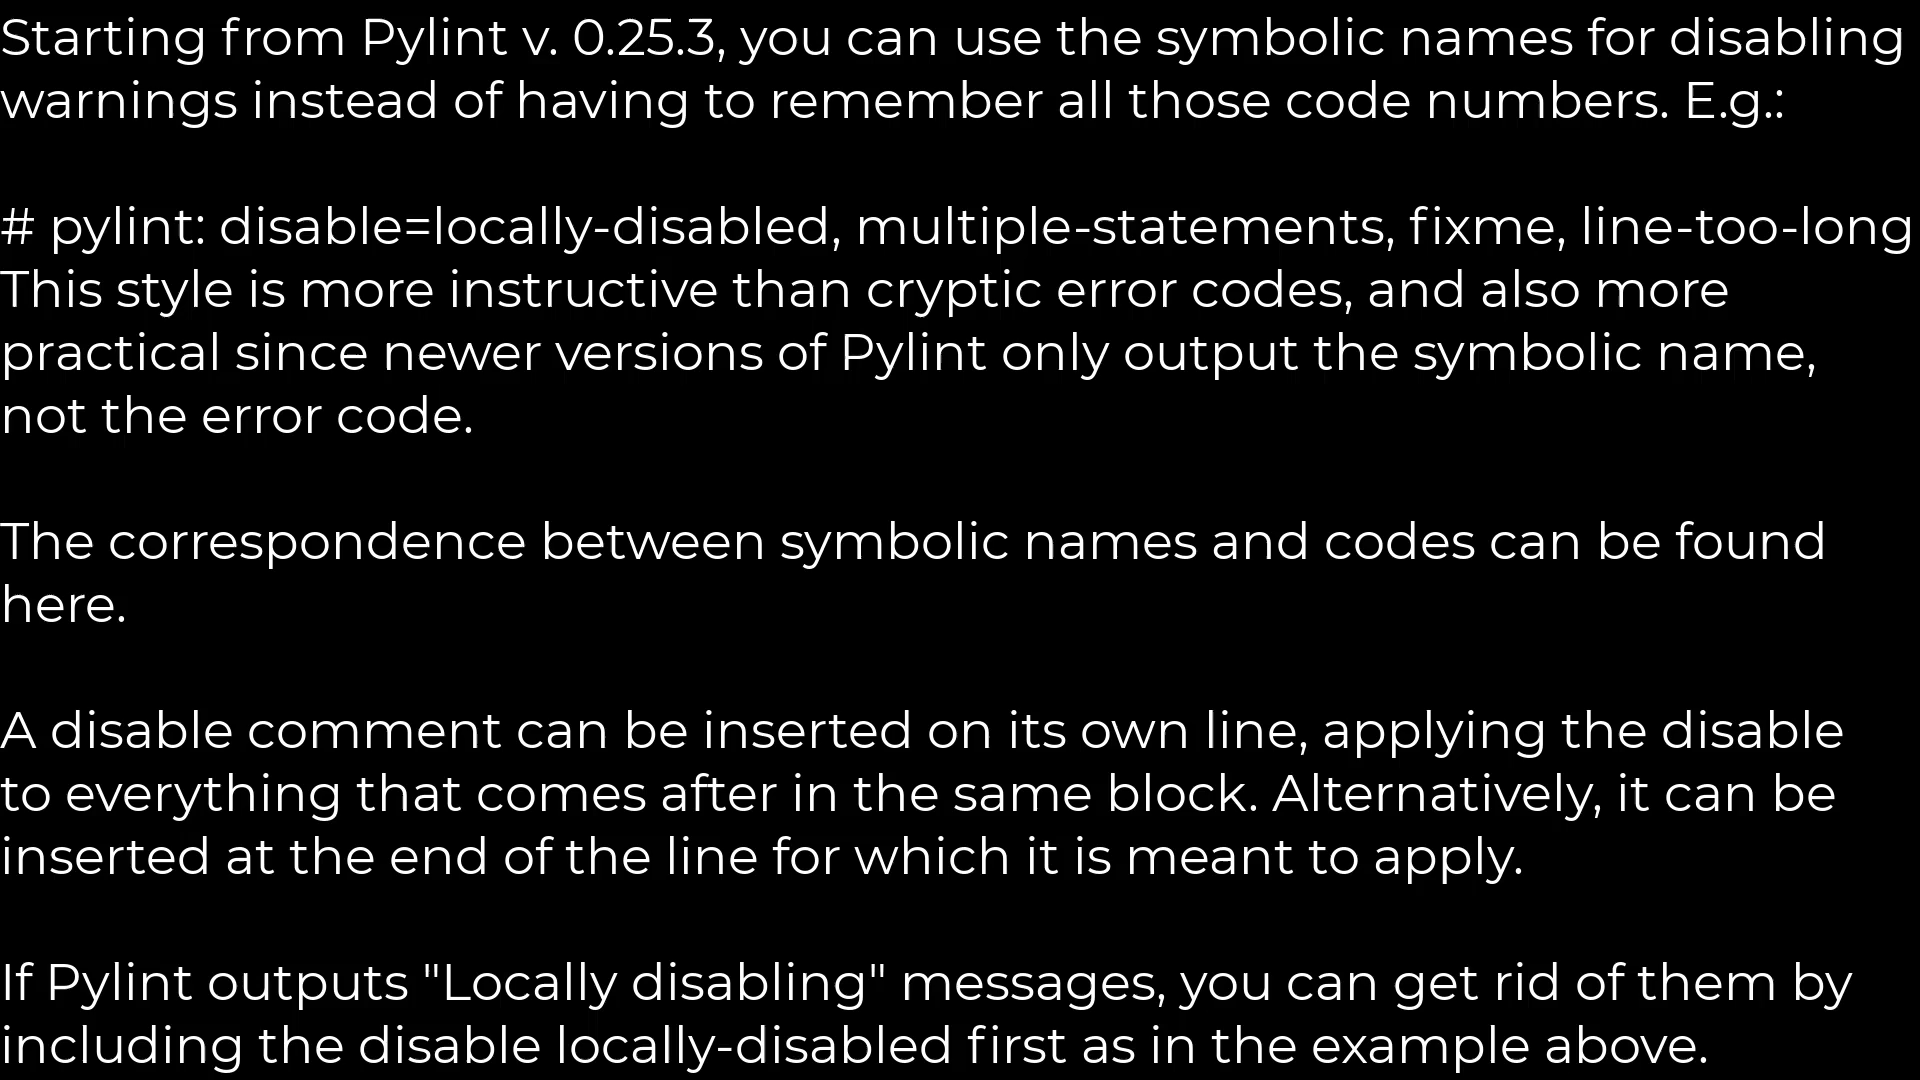 Starting from Pylint v. 0.25.3, you can use the symbolic names for disabling
warnings instead of having to remember all those code numbers. E.g.:
# pylint: disable=locally-disabled, multiple-statements, fixme, line-too-long
This style is more instructive than cryptic error codes, and also more
practical since newer versions of Pylint only output the symbolic name,
not the error code.
The correspondence between symbolic names and codes can be found
here.
A disable comment can be inserted on its own line, applying the disable
to everything that comes after in the same block. Alternatively, it can be
inserted at the end of the line for which it is meant to apply.
If Pylint outputs "Locally disabling" messages, you can get rid of them by
including the disable locally-disabled first as in the example above.